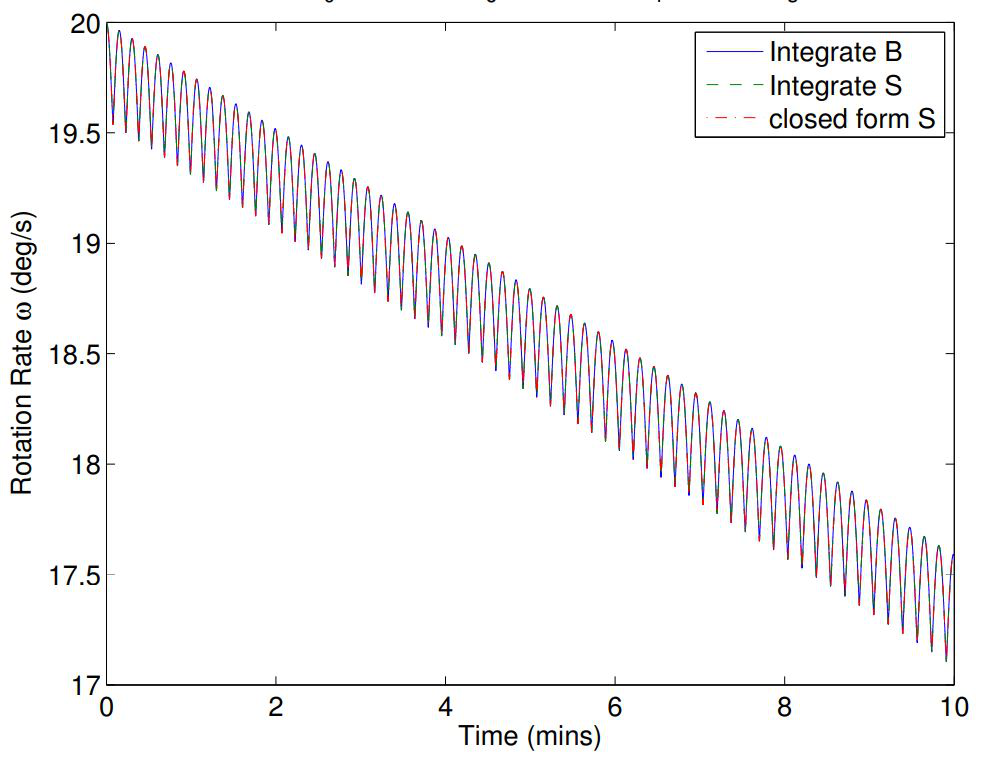 Integrate B
Integrate S
closed form S
20
19.5
19
18.5
18
17.5
17
Rotation Rate ω (deg/s)
0 2 4 6 8 10
Time (mins)